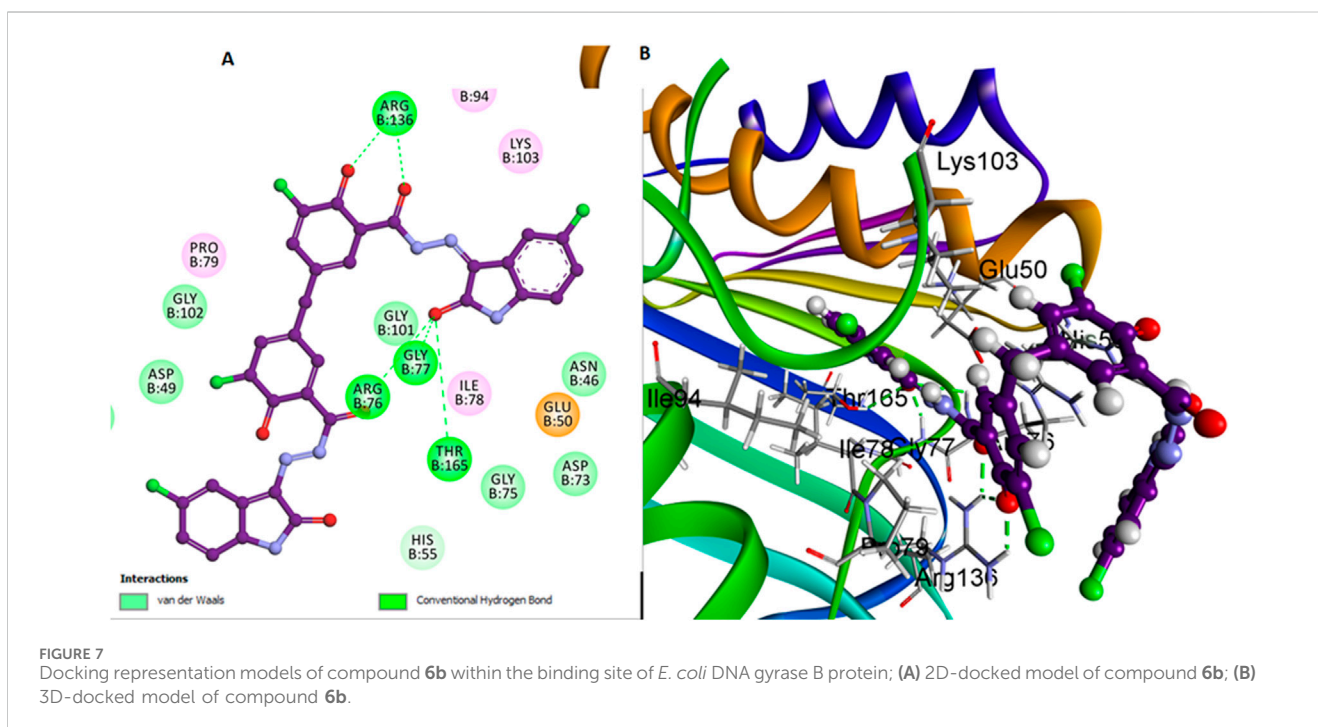 A
B
ARG
B:136
B:94
LYS
B:103
PRO
B:79
GLY
B:102
GLY
B:101
GLY
B:77
ASP
B:49
ARG
B:76
ILE
B:78
ASN
B:46
GLU
B:50
THR
B:165
GLY
B:75
ASP
B:73
HIS
B:55
Interactions
van der Waals
Conventional Hydrogen Bond
Lys103
Glu50
Ile94
Ile78
Gly77
Arg136
FIGURE 7
Docking representation models of compound 6b within the binding site of E. coli DNA gyrase B protein; (A) 2D-docked model of compound 6b; (B)
3D-docked model of compound 6b.